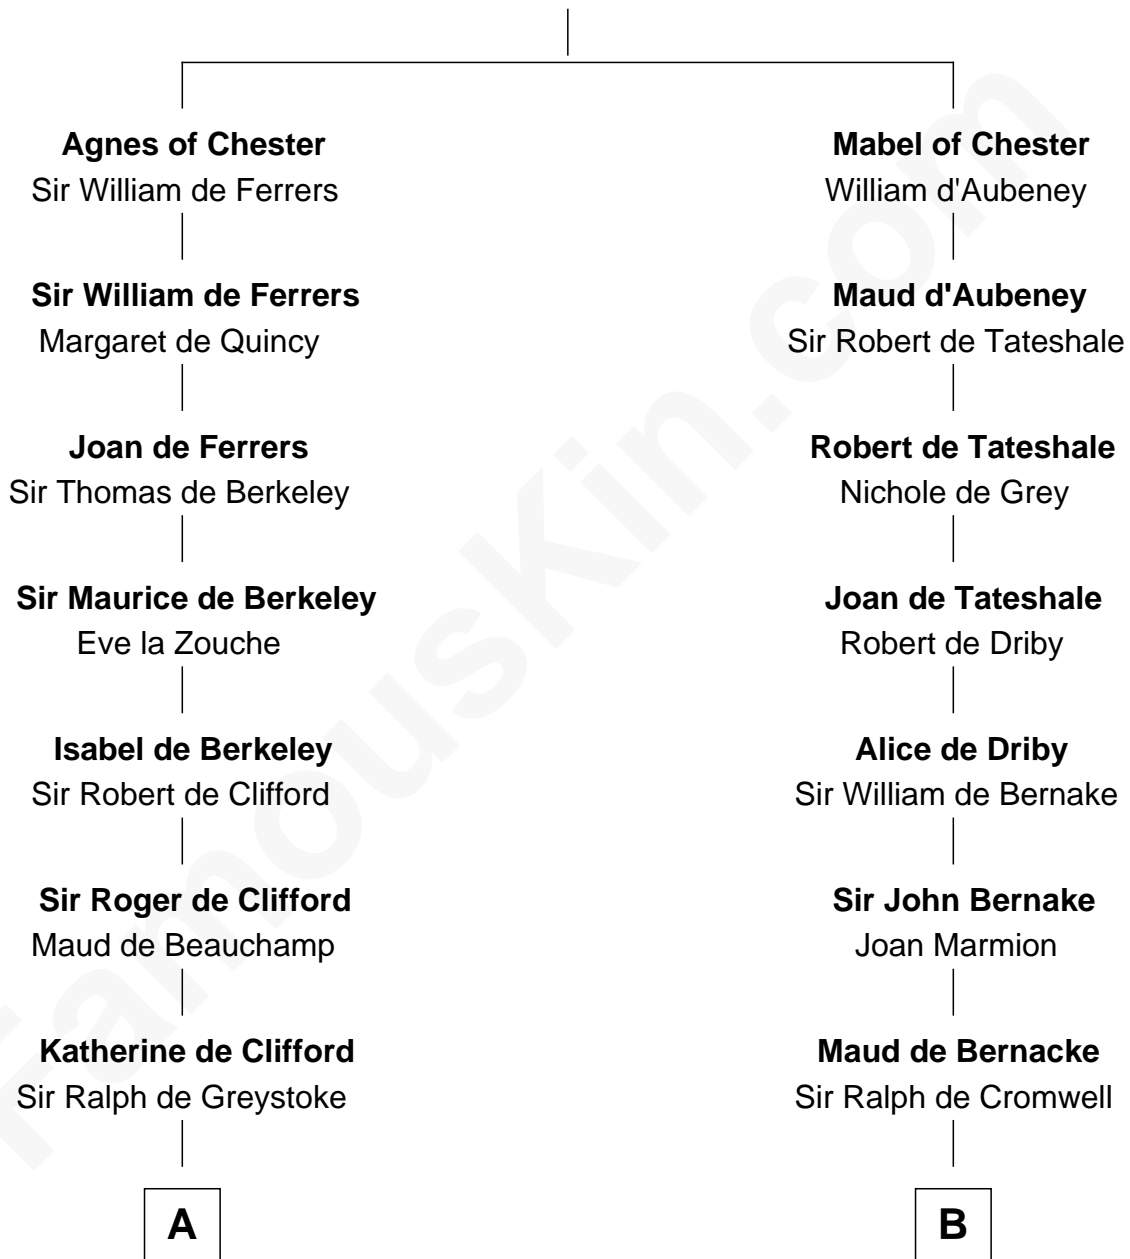 Agnes of Chester
Sir William de Ferrers
Mabel of Chester
William d'Aubeney
Sir William de Ferrers
Margaret de Quincy
Maud d'Aubeney
Sir Robert de Tateshale
Joan de Ferrers
Sir Thomas de Berkeley
Robert de Tateshale
Nichole de Grey
Sir Maurice de Berkeley
Eve la Zouche
Joan de Tateshale
Robert de Driby
Isabel de Berkeley
Sir Robert de Clifford
Alice de Driby
Sir William de Bernake
Sir Roger de Clifford
Maud de Beauchamp
Sir John Bernake
Joan Marmion
Katherine de Clifford
Sir Ralph de Greystoke
Maud de Bernacke
Sir Ralph de Cromwell
A
B
FamousKin.com